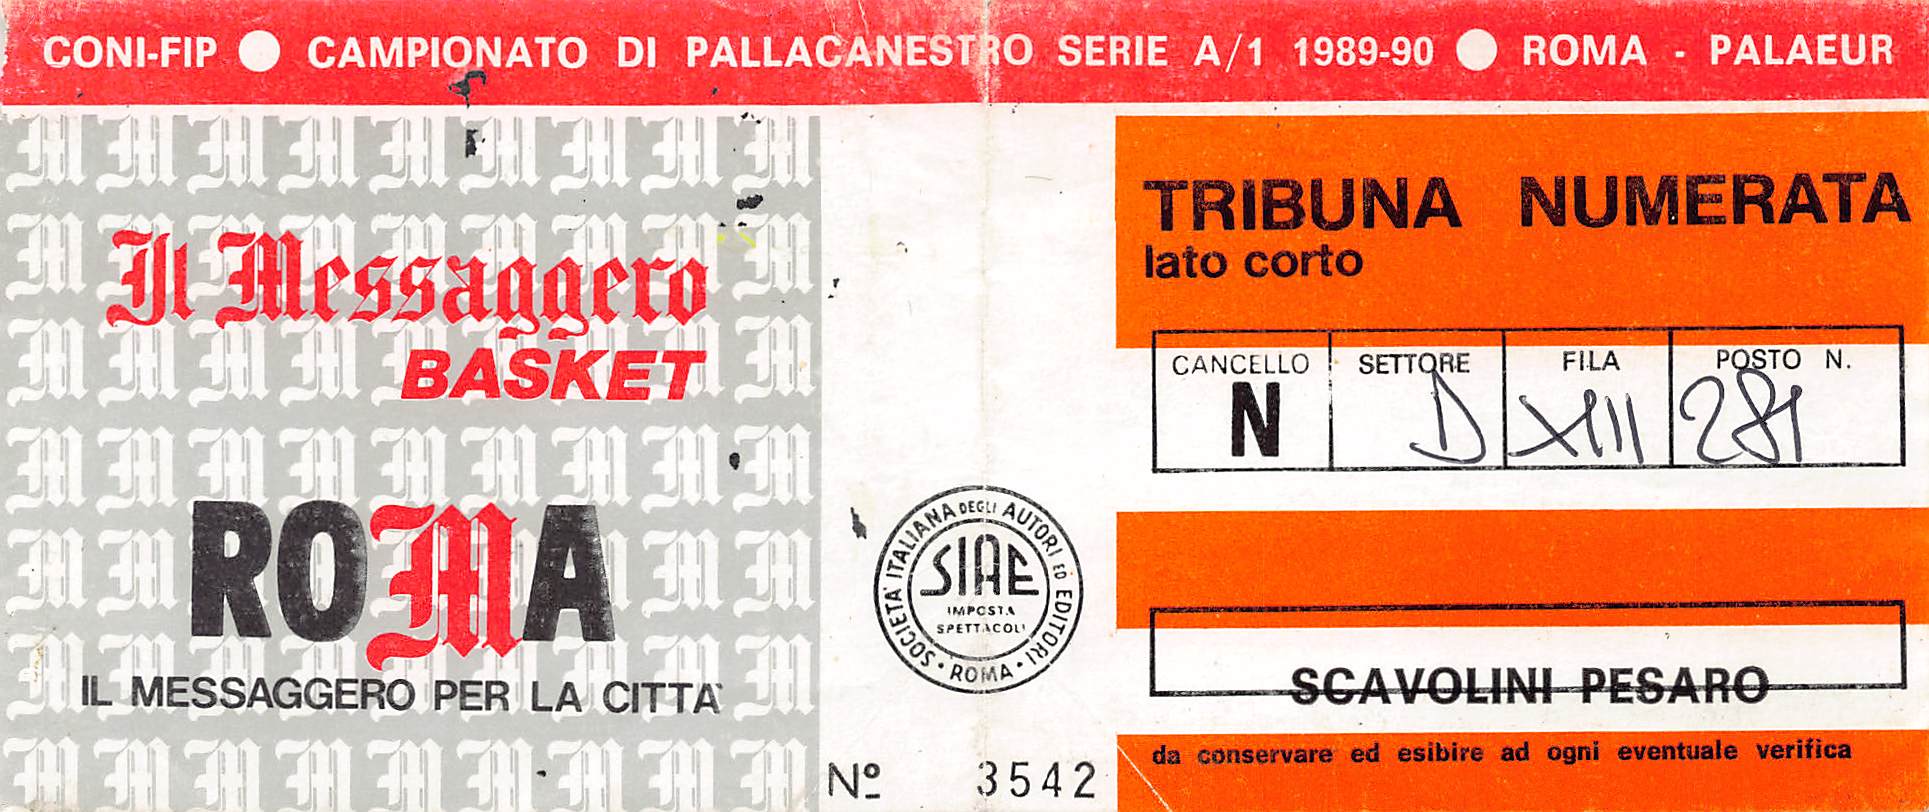 CONI-FIP ● CAMPIONATO DI PALLACANESTRO SERIE A/1 1989-90 ● ROMA - PALAEUR
Il Messaggero
BASKET
ROMA
IL MESSAGGERO PER LA CITTA'
SOCIETA' ITALIANA DEGLI AUTORI ED EDITORI
SIAE
IMPOSTA
SPETTACOLI
• ROMA •
Nº 3542
TRIBUNA NUMERATA
lato corto
CANCELLO SETTORE FILA POSTO N.
N D XIII 281
SCAVOLINI PESARO
da conservare ed esibire ad ogni eventuale verifica